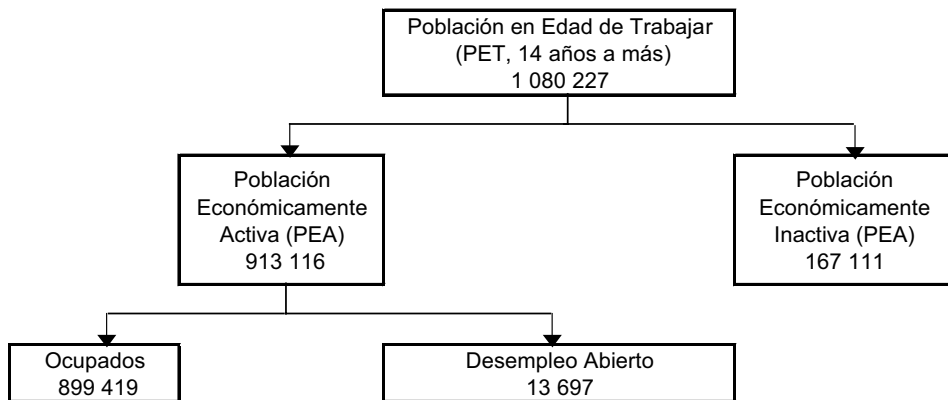 Población en Edad de Trabajar
(PET, 14 años a más)
1 080 227
Población
Económicamente
Activa (PEA)
913 116
Población
Económicamente
Inactiva (PEA)
167 111
Ocupados
899 419
Desempleo Abierto
13 697